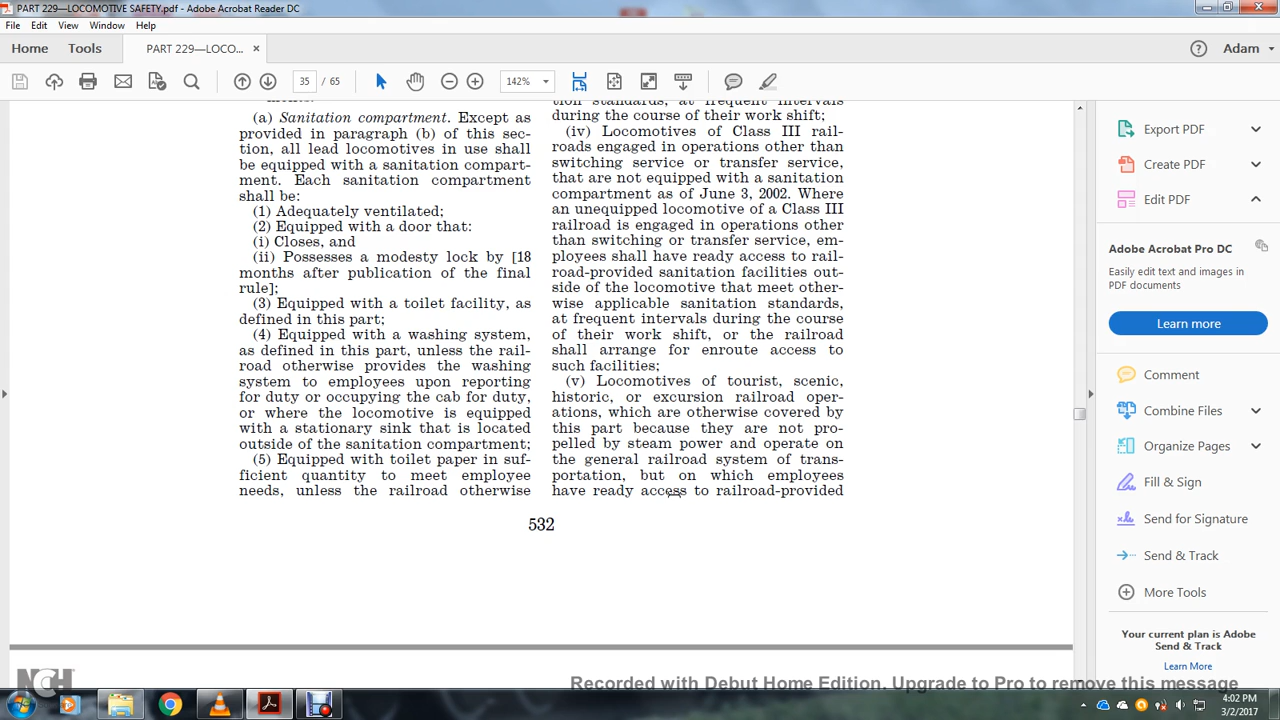 PART 229—LOCOMOTIVE SAFETY.pdf - Adobe Acrobat Reader DC
File Edit View Window Help
Home Tools PART 229—LOCO... × Adam
35 / 65 142%
ments.
(a) Sanitation compartment. Except as
provided in paragraph (b) of this sec-
tion, all lead locomotives in use shall
be equipped with a sanitation compart-
ment. Each sanitation compartment
shall be:
(1) Adequately ventilated;
(2) Equipped with a door that:
(i) Closes, and
(ii) Possesses a modesty lock by [18
months after publication of the final
rule];
(3) Equipped with a toilet facility, as
defined in this part;
(4) Equipped with a washing system,
as defined in this part, unless the rail-
road otherwise provides the washing
system to employees upon reporting
for duty or occupying the cab for duty,
or where the locomotive is equipped
with a stationary sink that is located
outside of the sanitation compartment;
(5) Equipped with toilet paper in suf-
ficient quantity to meet employee
needs, unless the railroad otherwise
tion standards, at frequent intervals
during the course of their work shift;
(iv) Locomotives of Class III rail-
roads engaged in operations other than
switching service or transfer service,
that are not equipped with a sanitation
compartment as of June 3, 2002. Where
an unequipped locomotive of a Class III
railroad is engaged in operations other
than switching or transfer service, em-
ployees shall have ready access to rail-
road-provided sanitation facilities out-
side of the locomotive that meet other-
wise applicable sanitation standards,
at frequent intervals during the course
of their work shift, or the railroad
shall arrange for enroute access to
such facilities;
(v) Locomotives of tourist, scenic,
historic, or excursion railroad oper-
ations, which are otherwise covered by
this part because they are not pro-
pelled by steam power and operate on
the general railroad system of trans-
portation, but on which employees
have ready access to railroad-provided
532
Export PDF
Create PDF
Edit PDF
Adobe Acrobat Pro DC
Easily edit text and images in
PDF documents
Learn more
Comment
Combine Files
Organize Pages
Fill & Sign
Send for Signature
Send & Track
More Tools
Your current plan is Adobe
Send & Track
Learn More
NCH
Recorded with Debut Home Edition. Upgrade to Pro to remove this message
4:02 PM
3/2/2017